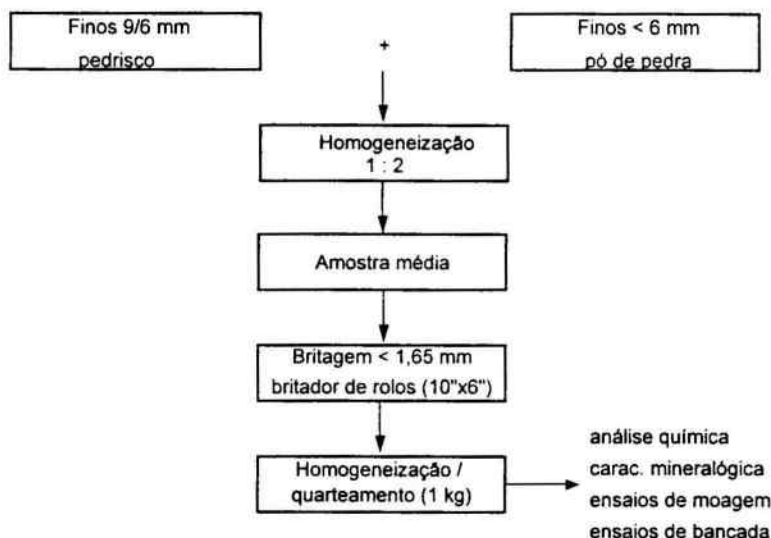 Finos 9/6 mm
pedrisco
+
Finos < 6 mm
pó de pedra
Homogeneização
1 : 2
Amostra média
Britagem < 1,65 mm
britador de rolos (10"x6")
Homogeneização /
quarteamento (1 kg)
análise química
carac. mineralógica
ensaios de moagem
ensaios de bancada